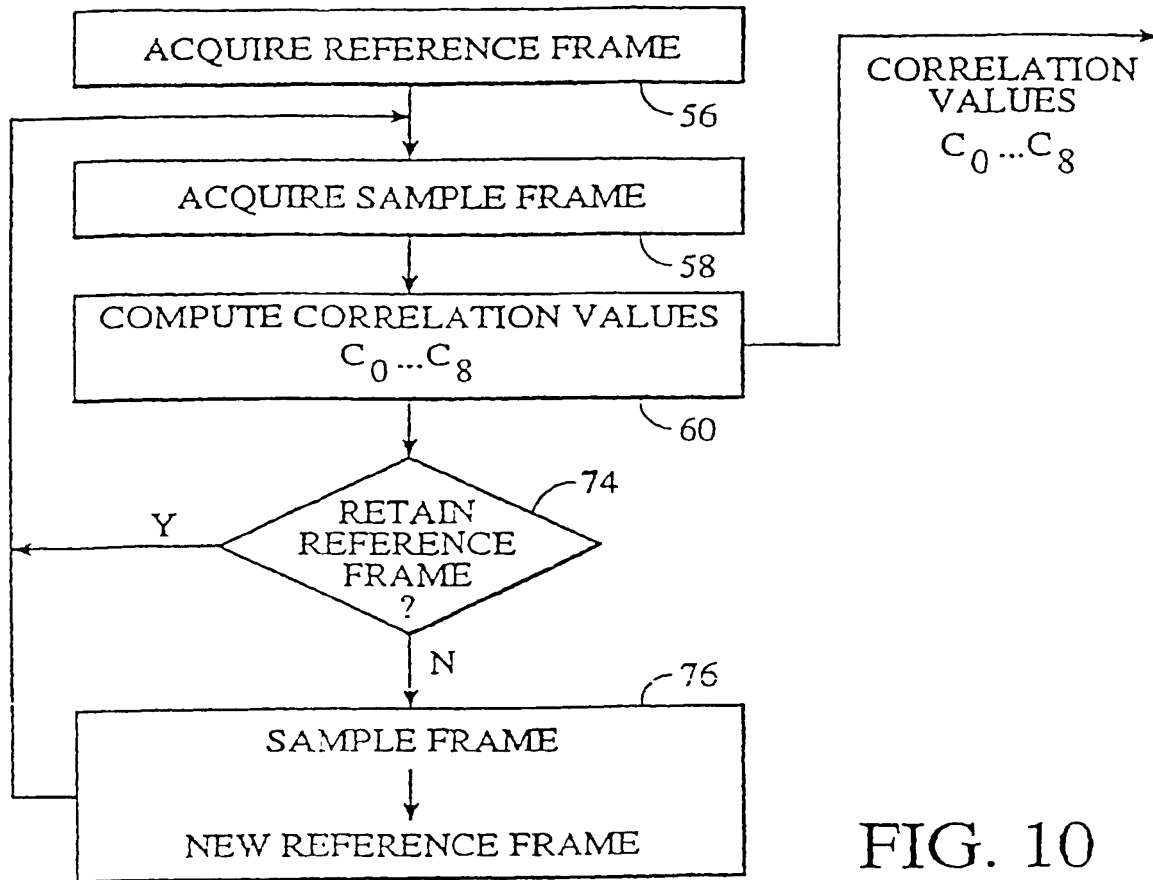 ACQUIRE REFERENCE FRAME
56
CORRELATION
VALUES
C0...C8
ACQUIRE SAMPLE FRAME
58
COMPUTE CORRELATION VALUES
C0...C8
60
74
RETAIN
REFERENCE
FRAME
?
Y
N
76
SAMPLE FRAME
NEW REFERENCE FRAME
FIG. 10